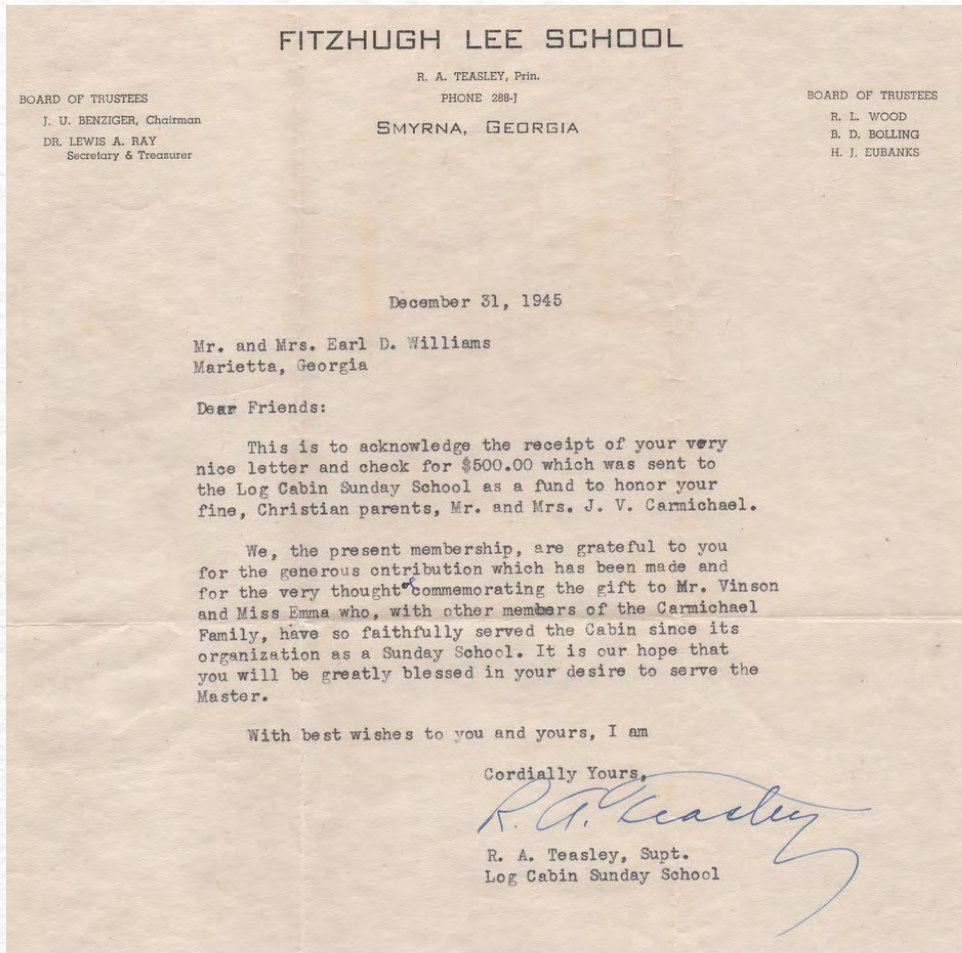 FITZHUGH LEE SCHOOL
R. A. TEASLEY, Prin.
PHONE 288-J
SMYRNA, GEORGIA
BOARD OF TRUSTEES
J. U. BENZIGER, Chairman
DR. LEWIS A. RAY
Secretary & Treasurer
BOARD OF TRUSTEES
R. L. WOOD
B. D. BOLLING
H. J. EUBANKS
December 31, 1945
Mr. and Mrs. Earl D. Williams
Marietta, Georgia
Dear Friends:
This is to acknowledge the receipt of your very
nice letter and check for $500.00 which was sent to
the Log Cabin Sunday School as a fund to honor your
fine, Christian parents, Mr. and Mrs. J. V. Carmichael.
We, the present membership, are grateful to you
for the generous cntribution which has been made and
for the very thought of commemorating the gift to Mr. Vinson
and Miss Emma who, with other members of the Carmichael
Family, have so faithfully served the Cabin since its
organization as a Sunday School. It is our hope that
you will be greatly blessed in your desire to serve the
Master.
With best wishes to you and yours, I am
Cordially Yours,
R. A. Teasley
R. A. Teasley, Supt.
Log Cabin Sunday School